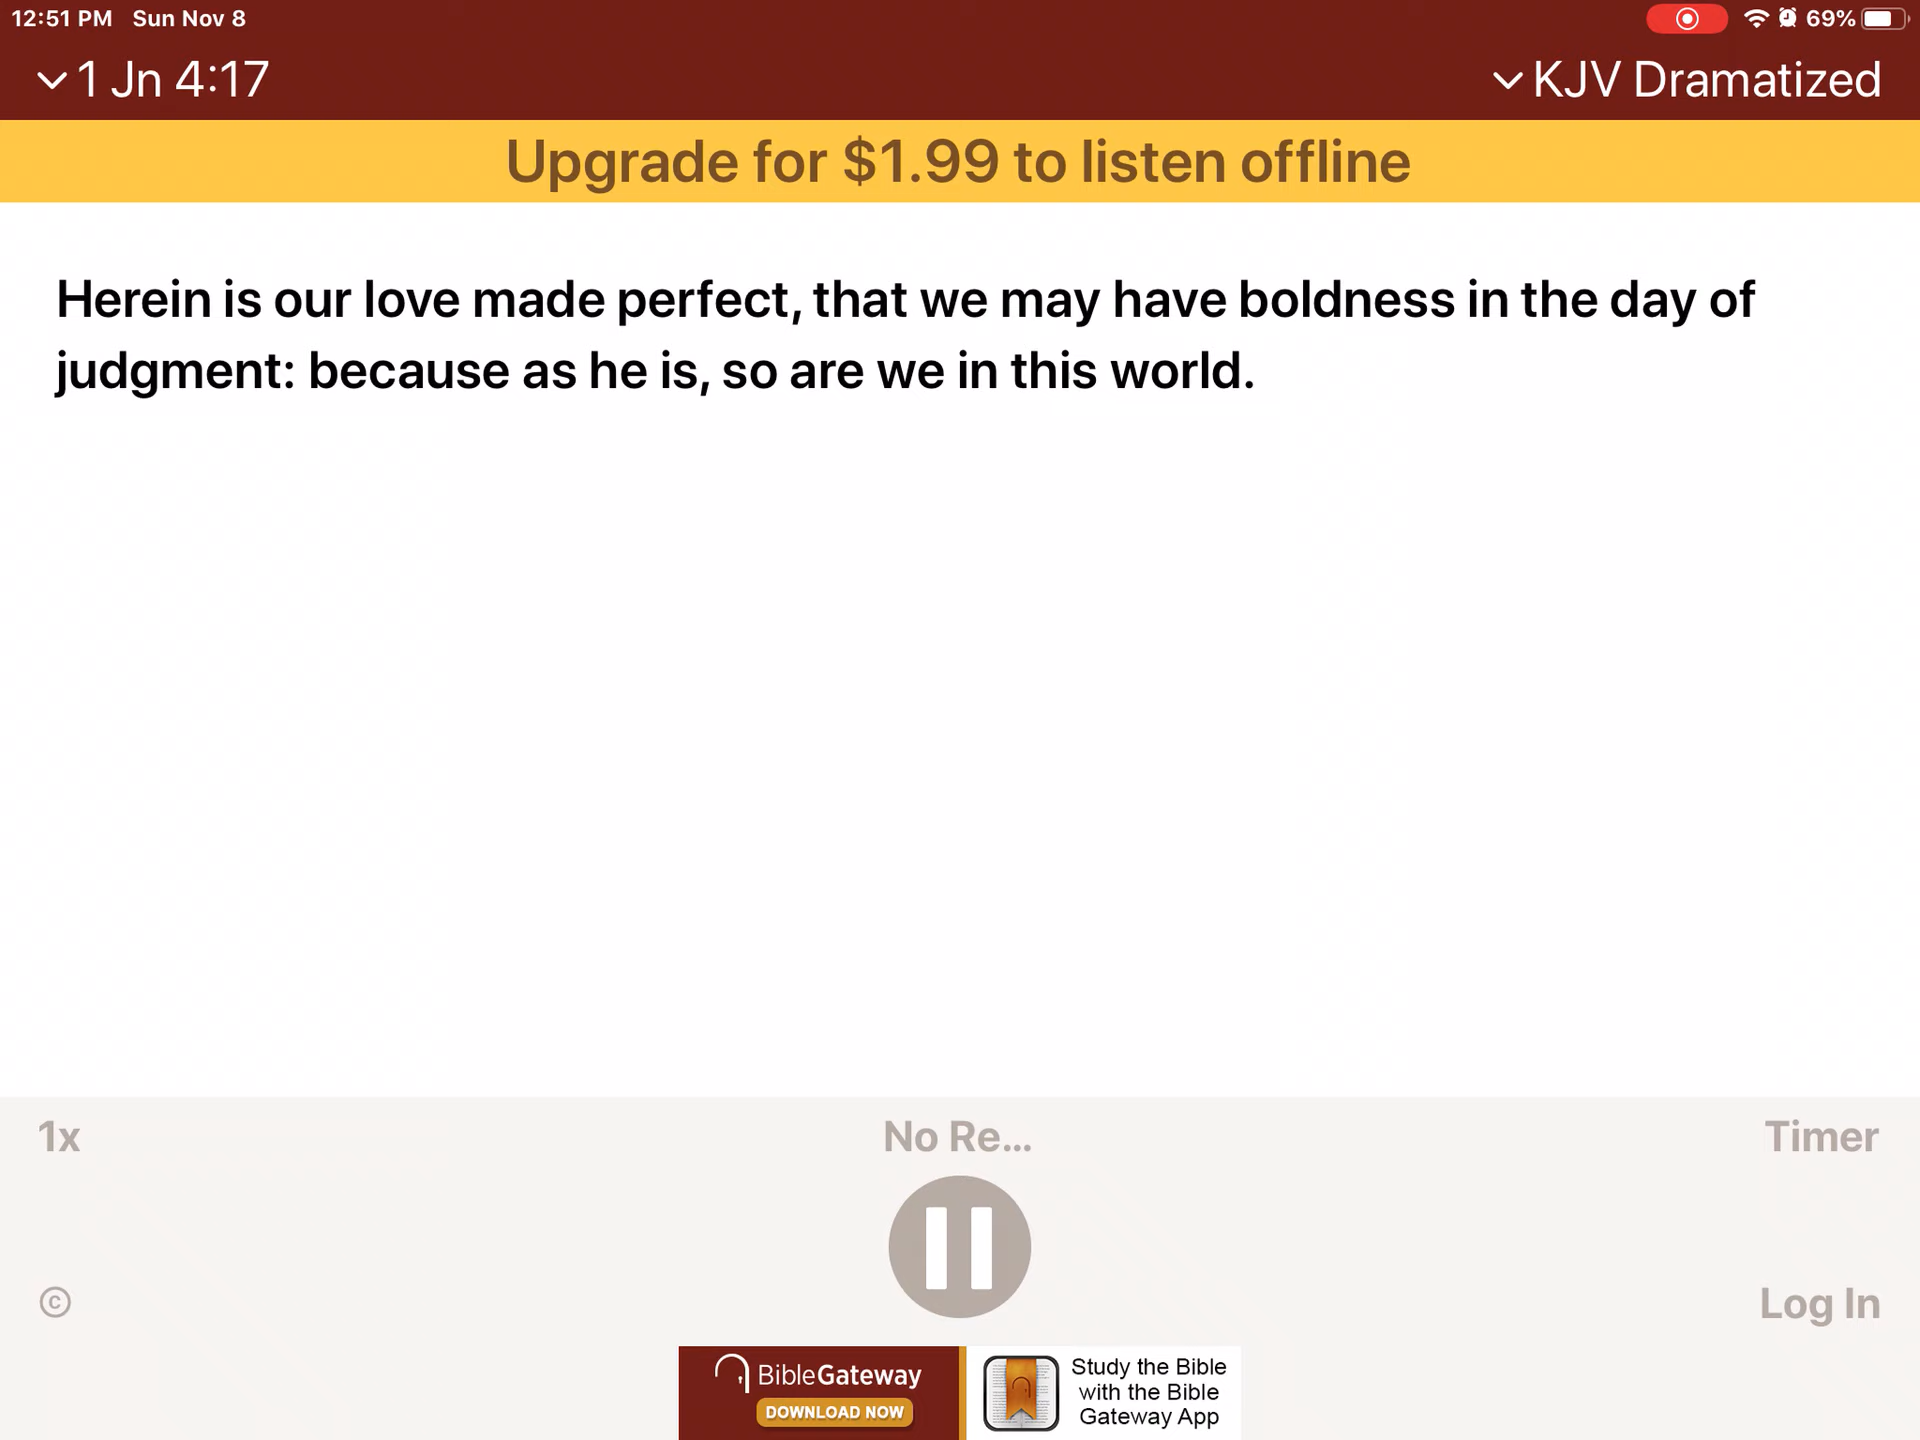 12:51 PM Sun Nov 8
69%
1 Jn 4:17
KJV Dramatized
Upgrade for $1.99 to listen offline
Herein is our love made perfect, that we may have boldness in the day of
judgment: because as he is, so are we in this world.
1x
No Re...
Timer
©
Log In
BibleGateway
DOWNLOAD NOW
Study the Bible
with the Bible
Gateway App